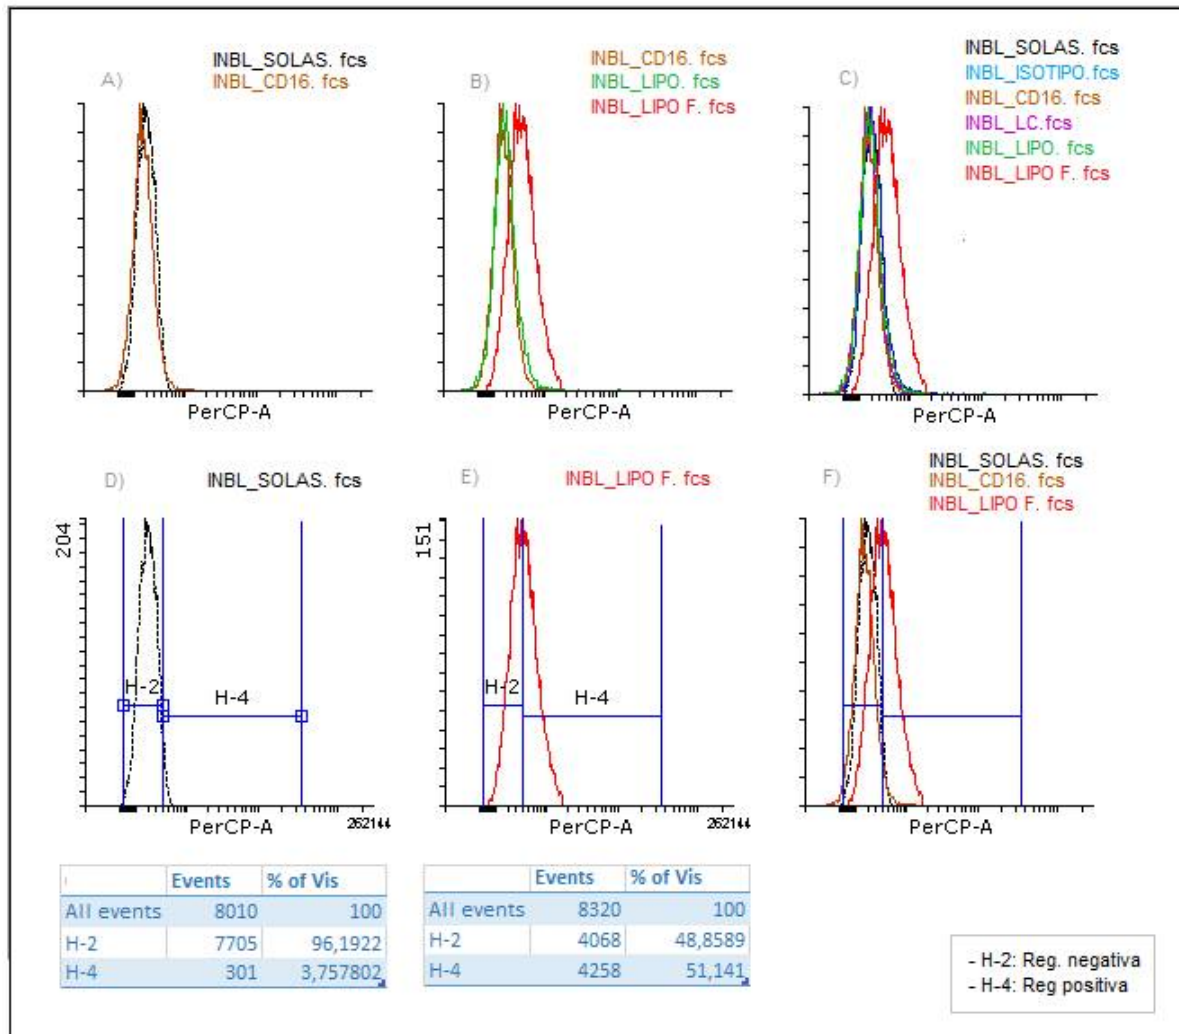 A)
INBL_SOLAS. fcs
INBL_CD16. fcs
PerCP-A
B)
INBL_CD16. fcs
INBL_LIPO. fcs
INBL_LIPO F. fcs
PerCP-A
C)
INBL_SOLAS. fcs
INBL_ISOTIPO.fcs
INBL_CD16. fcs
INBL_LC.fcs
INBL_LIPO. fcs
INBL_LIPO F. fcs
PerCP-A
D)
INBL_SOLAS. fcs
204
H-2
H-4
PerCP-A
262144
E)
INBL_LIPO F. fcs
151
H-2
H-4
PerCP-A
262144
F)
INBL_SOLAS. fcs
INBL_CD16. fcs
INBL_LIPO F. fcs
PerCP-A
Events % of Vis
All events 8010 100
H-2 7705 96,1922
H-4 301 3,757802
Events % of Vis
All events 8320 100
H-2 4068 48,8589
H-4 4258 51,141
- H-2: Reg. negativa
- H-4: Reg positiva